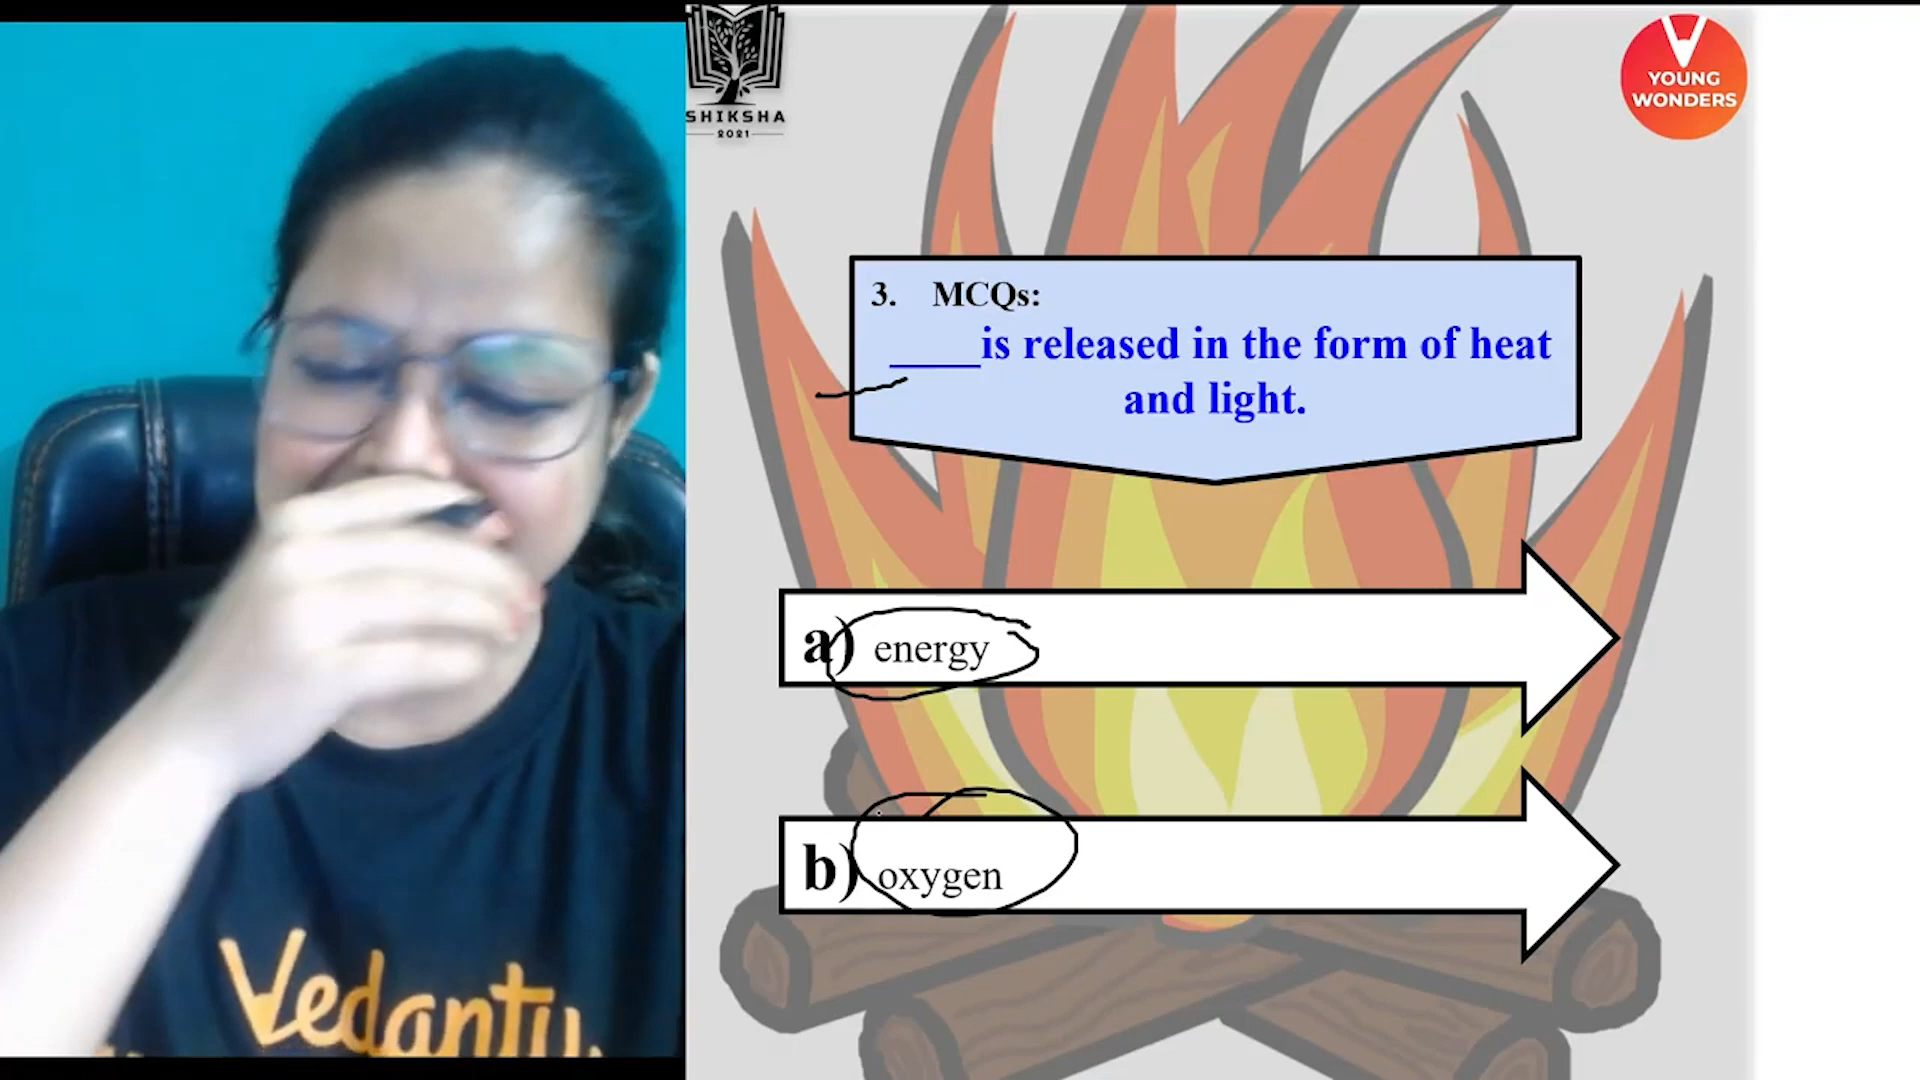 SHIKSHA
2021
YOUNG
WONDERS
3. MCQs:
____is released in the form of heat
and light.
a) energy
b) oxygen
Vedantu